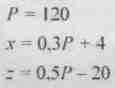 P = 120
x = 0,3P + 4
z = 0,5P – 20